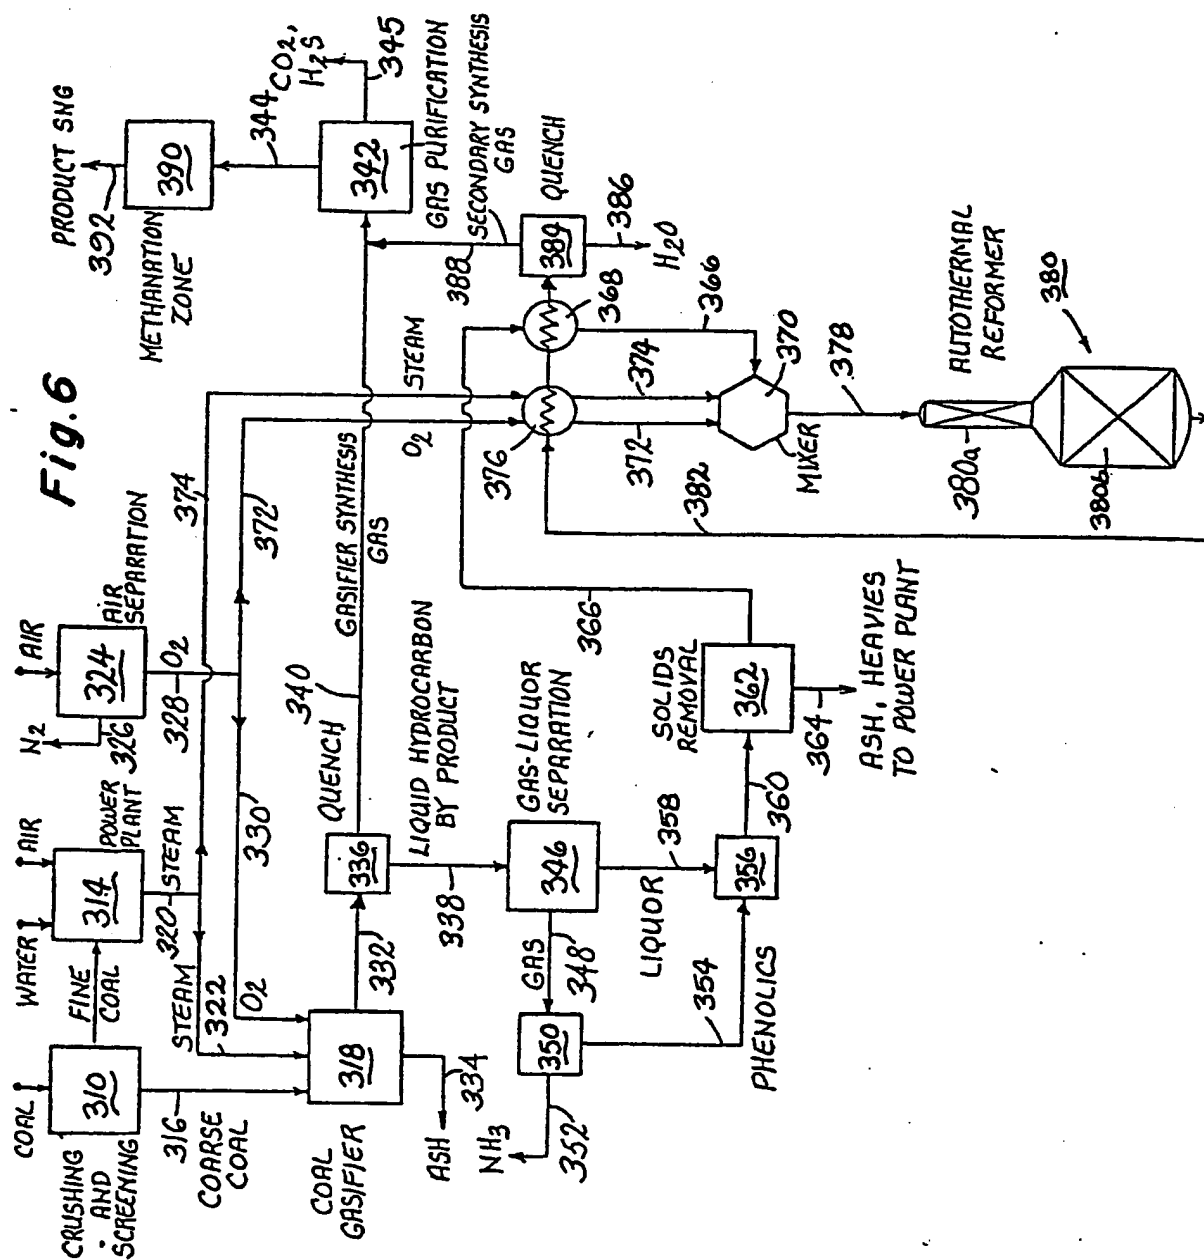 Fig.6
COAL
310
CRUSHING
AND
SCREENING
FINE
COAL
316
COARSE
COAL
WATER
AIR
314
POWER
PLANT
320
STEAM
STEAM
322
N2
AIR
324
AIR
SEPARATION
326
328
O2
330
O2
374
372
COAL
GASIFIER
318
334
ASH
332
QUENCH
336
340
GASIFIER SYNTHESIS
GAS
338
LIQUID HYDROCARBON
BY PRODUCT
GAS-LIQUOR
SEPARATION
346
GAS
348
350
352
NH3
LIQUOR
358
354
PHENOLICS
356
360
SOLIDS
REMOVAL
362
364
ASH, HEAVIES
TO POWER PLANT
366
O2
STEAM
376
368
374
372
366
370
MIXER
378
382
AUTOTHERMAL
REFORMER
380
380a
380b
QUENCH
384
386
H2O
388
SECONDARY SYNTHESIS
GAS
GAS PURIFICATION
342
344
CO2,
H2S
345
METHANATION
ZONE
390
392
PRODUCT SNG